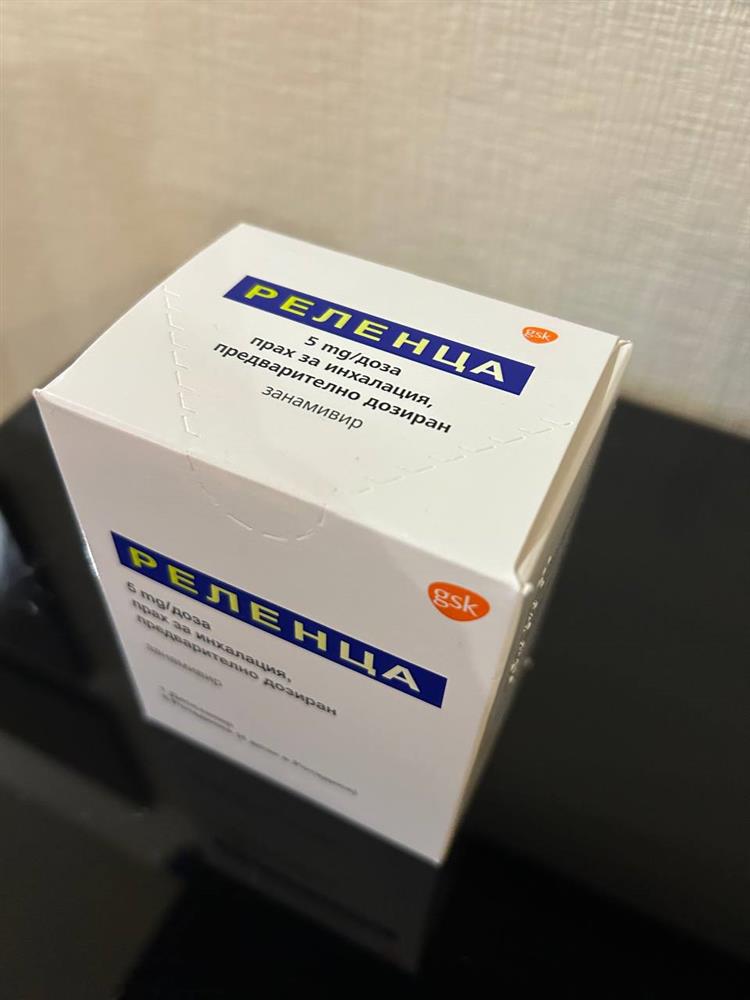 РЕЛЕНЦА
gsk
5 mg/доза
прах за инхалация,
предварително дозиран
занамивир
РЕЛЕНЦА
gsk
5 mg/доза
прах за инхалация,
предварително дозиран
занамивир